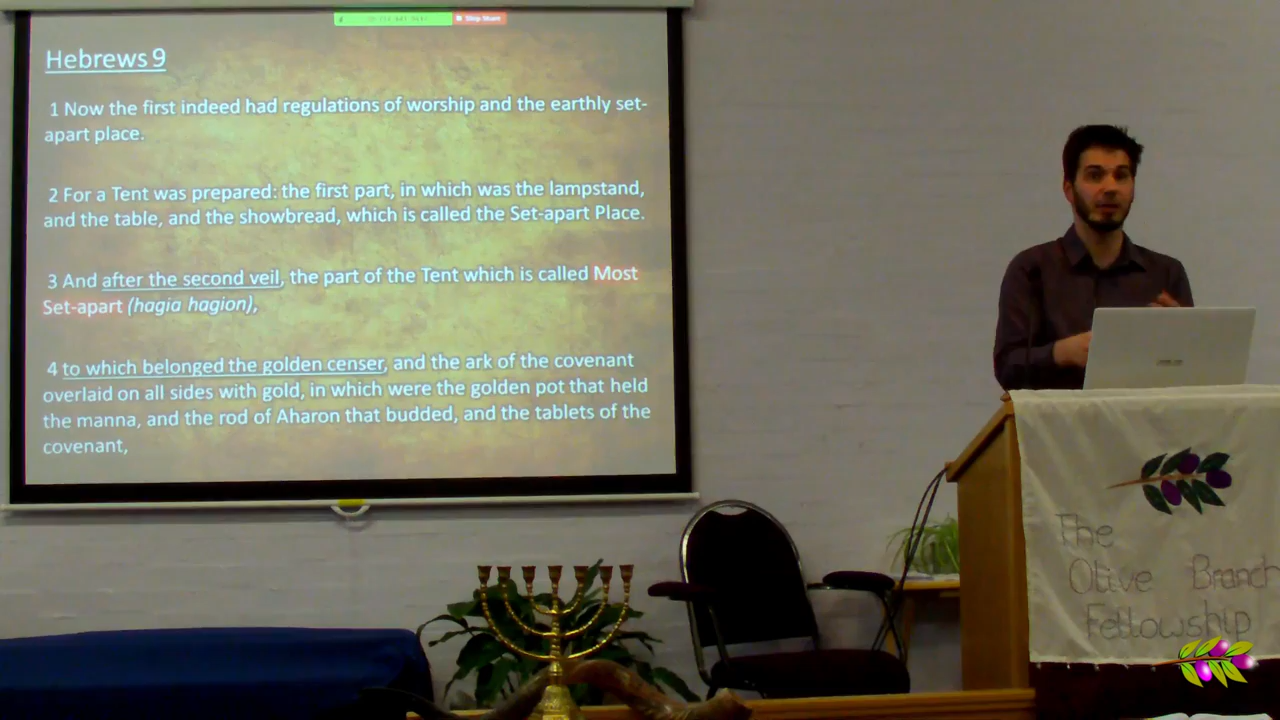 Stop Share
Hebrews 9
1 Now the first indeed had regulations of worship and the earthly set-
apart place.
2 For a Tent was prepared: the first part, in which was the lampstand,
and the table, and the showbread, which is called the Set-apart Place.
3 And after the second veil, the part of the Tent which is called Most
Set-apart (hagia hagion),
4 to which belonged the golden censer, and the ark of the covenant
overlaid on all sides with gold, in which were the golden pot that held
the manna, and the rod of Aharon that budded, and the tablets of the
covenant,
The
Olive Branch
Fellowship